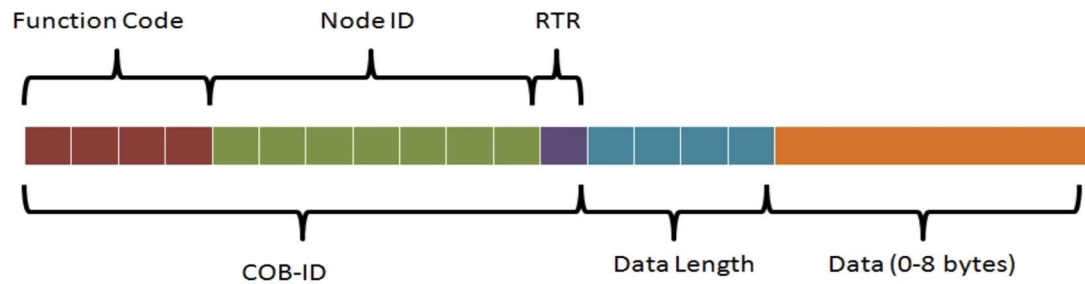 Function Code
Node ID
RTR
COB-ID
Data Length
Data (0-8 bytes)